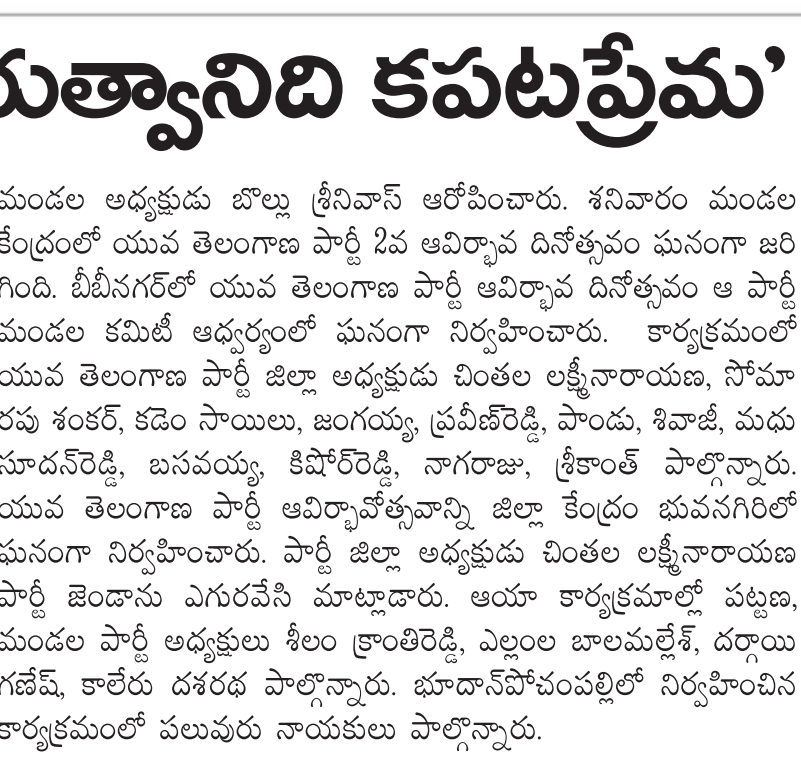 రుత్వానిది కపటప్రేమ’
మండల అధ్యక్షుడు బొల్లు శ్రీనివాస్ ఆరోపించారు. శనివారం మండల
కేంద్రంలో యువ తెలంగాణ పార్టీ 2వ ఆవిర్భావ దినోత్సవం ఘనంగా జరి
గింది. బీబీనగర్‌లో యువ తెలంగాణ పార్టీ ఆవిర్భావ దినోత్సవం ఆ పార్టీ
మండల కమిటీ ఆధ్వర్యంలో ఘనంగా నిర్వహించారు. కార్యక్రమంలో
యువ తెలంగాణ పార్టీ జిల్లా అధ్యక్షుడు చింతల లక్ష్మీనారాయణ, సోమా
రపు శంకర్, కడెం సాయిలు, జంగయ్య, ప్రవీణ్‌రెడ్డి, పాండు, శివాజీ, మధు
సూదన్‌రెడ్డి, బసవయ్య, కిషోర్‌రెడ్డి, నాగరాజు, శ్రీకాంత్ పాల్గొన్నారు.
యువ తెలంగాణ పార్టీ ఆవిర్భావోత్సవాన్ని జిల్లా కేంద్రం భువనగిరిలో
ఘనంగా నిర్వహించారు. పార్టీ జిల్లా అధ్యక్షుడు చింతల లక్ష్మీనారాయణ
పార్టీ జెండాను ఎగురవేసి మాట్లాడారు. ఆయా కార్యక్రమాల్లో పట్టణ,
మండల పార్టీ అధ్యక్షులు శీలం క్రాంతిరెడ్డి, ఎల్లంల బాలమల్లేశ్, దర్గాయి
గణేష్, కాలేరు దశరథ పాల్గొన్నారు. భూదాన్‌పోచంపల్లిలో నిర్వహించిన
కార్యక్రమంలో పలువురు నాయకులు పాల్గొన్నారు.